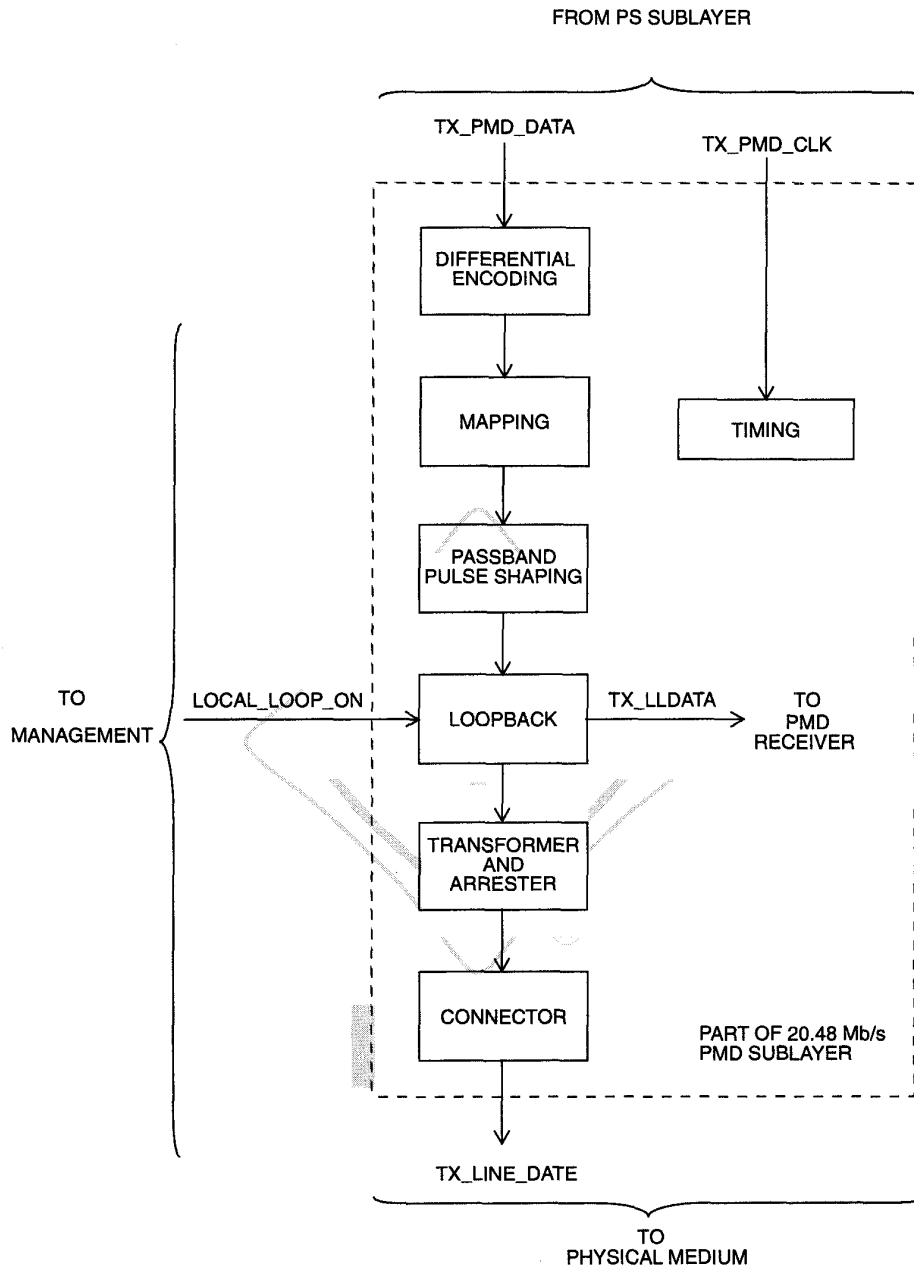 FROM PS SUBLAYER
TX_PMD_DATA
TX_PMD_CLK
DIFFERENTIAL
ENCODING
MAPPING
TIMING
PASSBAND
PULSE SHAPING
TO
MANAGEMENT
LOCAL_LOOP_ON
LOOPBACK
TX_LLDATA
TO
PMD
RECEIVER
TRANSFORMER
AND
ARRESTER
CONNECTOR
PART OF 20.48 Mb/s
PMD SUBLAYER
TX_LINE_DATE
TO
PHYSICAL MEDIUM